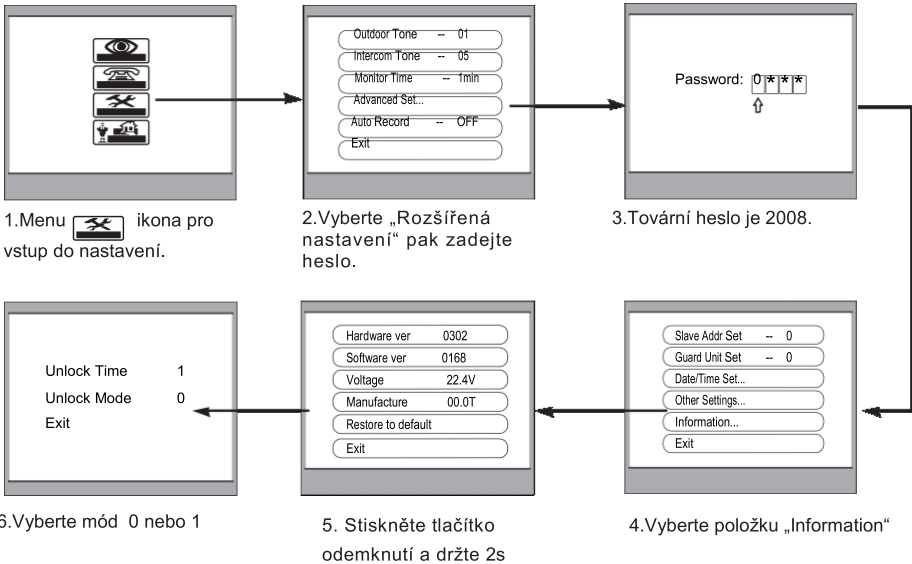 Outdoor Tone -- 01
Intercom Tone -- 05
Monitor Time -- 1min
Advanced Set...
Auto Record -- OFF
Exit
Password: 0***
1.Menu ikona pro
vstup do nastavení.
2.Vyberte „Rozšířená
nastavení“ pak zadejte
heslo.
3.Tovární heslo je 2008.
Slave Addr Set -- 0
Guard Unit Set -- 0
Date/Time Set...
Other Settings...
Information...
Exit
4.Vyberte položku „Information“
Hardware ver 0302
Software ver 0168
Voltage 22.4V
Manufacture 00.0T
Restore to default
Exit
5. Stiskněte tlačítko
odemknutí a držte 2s
Unlock Time 1
Unlock Mode 0
Exit
6.Vyberte mód 0 nebo 1